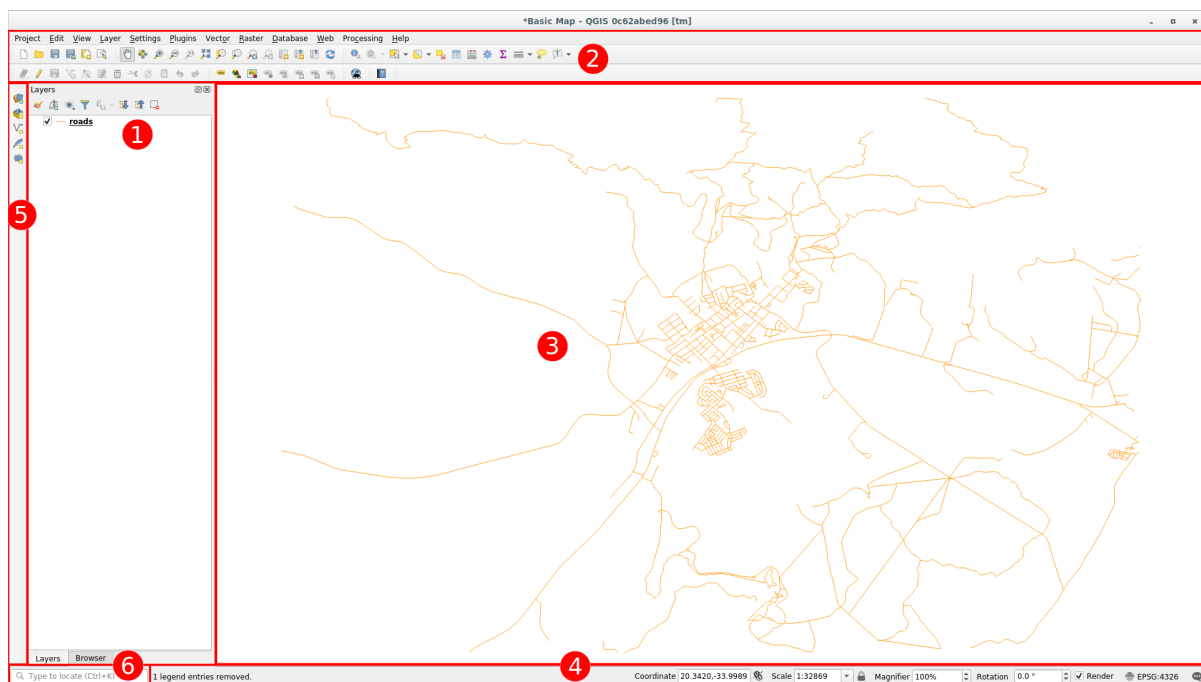 *Basic Map - QGIS 0c62abed96 [tm]
Project Edit View Layer Settings Plugins Vector Raster Database Web Processing Help
2
Layers
1
roads
5
3
Layers Browser
6
4
Type to locate (Ctrl+K) 1 legend entries removed. Coordinate 20.3420,-33.9989 Scale 1:32869 Magnifier 100% Rotation 0.0 ° Render EPSG:4326